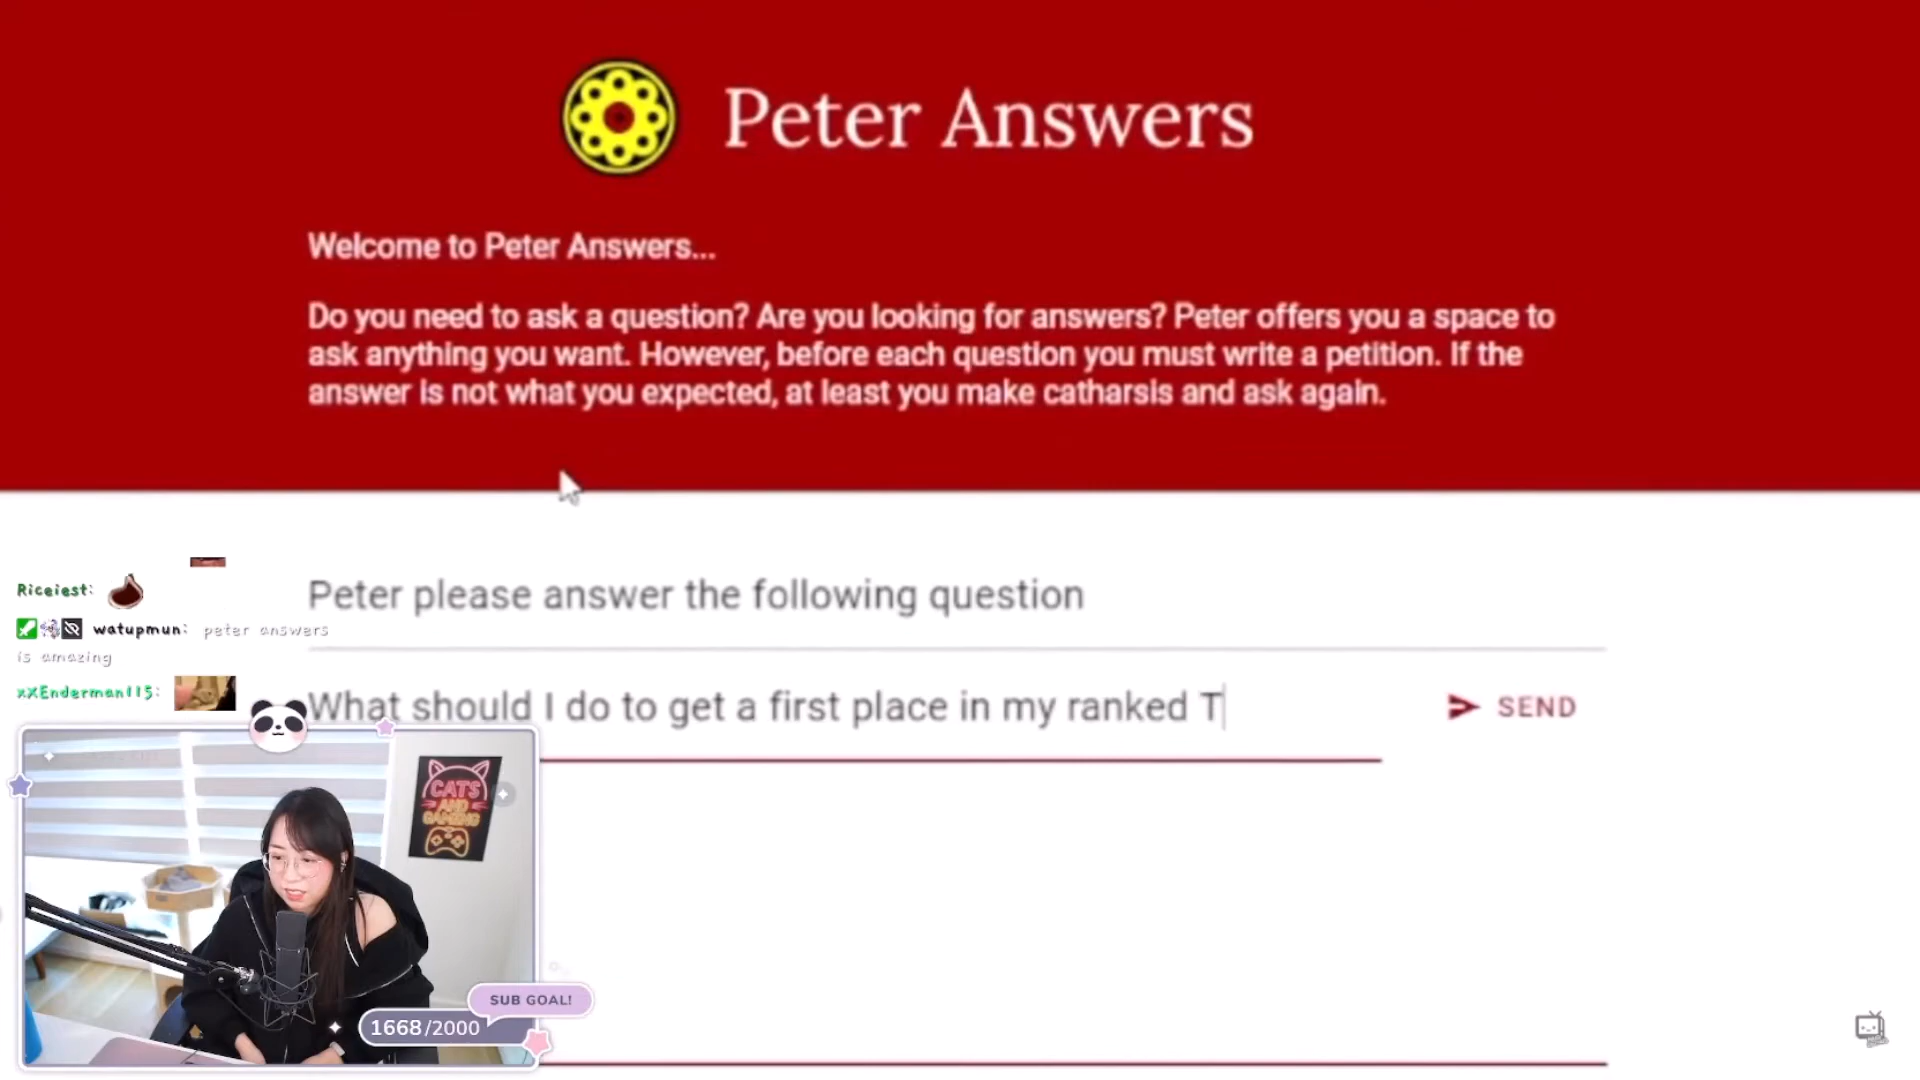 Peter Answers
Welcome to Peter Answers...
Do you need to ask a question? Are you looking for answers? Peter offers you a space to
ask anything you want. However, before each question you must write a petition. If the
answer is not what you expected, at least you make catharsis and ask again.
Peter please answer the following question
What should I do to get a first place in my ranked T
SEND
Riceiest:
watupmun: peter answers
is amazing
xXEnderman115:
CATS
AND
GAMING
SUB GOAL!
1668/2000